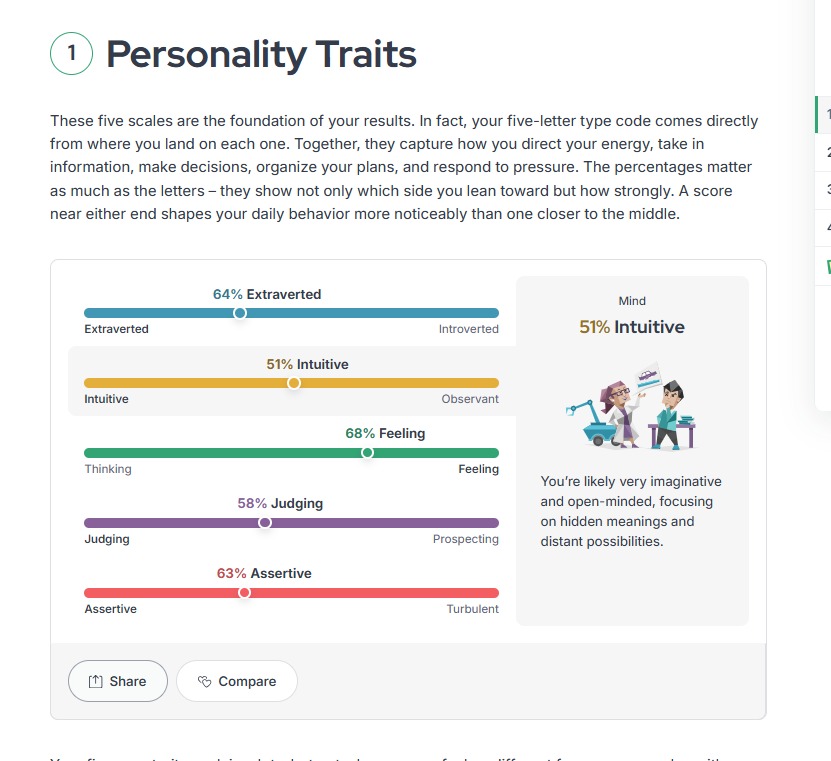 1 Personality Traits
These five scales are the foundation of your results. In fact, your five-letter type code comes directly
from where you land on each one. Together, they capture how you direct your energy, take in
information, make decisions, organize your plans, and respond to pressure. The percentages matter
as much as the letters – they show not only which side you lean toward but how strongly. A score
near either end shapes your daily behavior more noticeably than one closer to the middle.
64% Extraverted
Extraverted Introverted
51% Intuitive
Intuitive Observant
68% Feeling
Thinking Feeling
58% Judging
Judging Prospecting
63% Assertive
Assertive Turbulent
Mind
51% Intuitive
You're likely very imaginative
and open-minded, focusing
on hidden meanings and
distant possibilities.
Share Compare